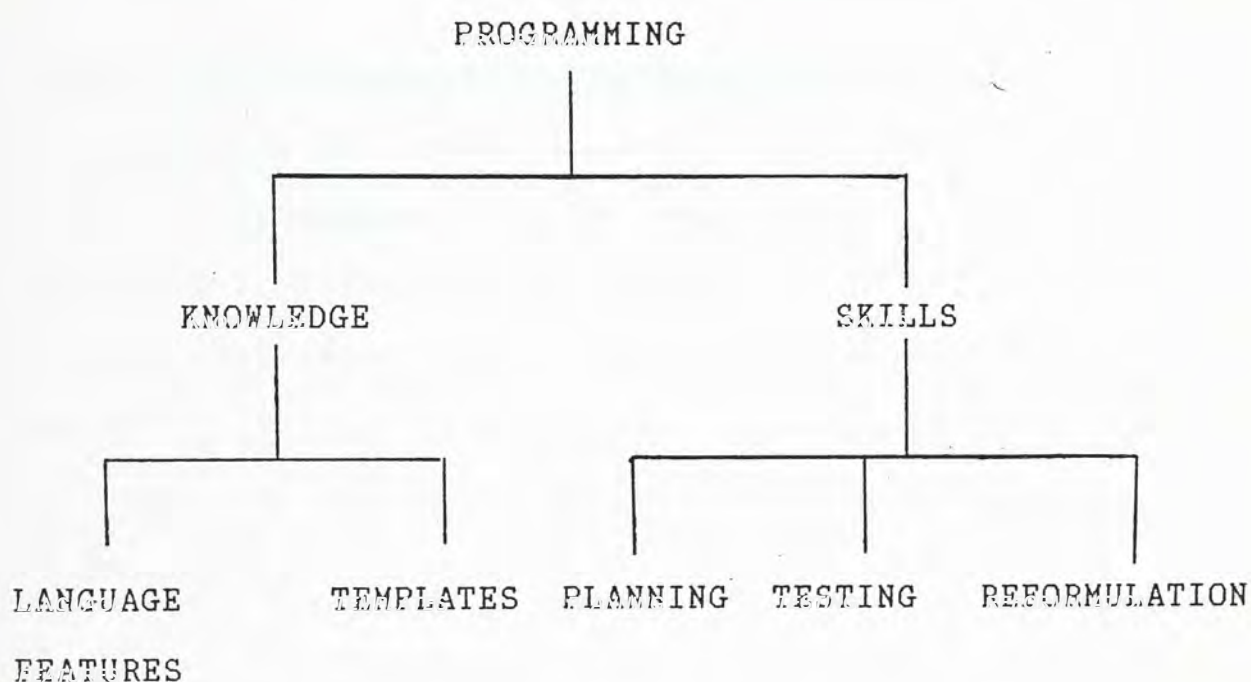 PROGRAMMING
KNOWLEDGE SKILLS
LANGUAGE TEMPLATES PLANNING TESTING REFORMULATION
FEATURES